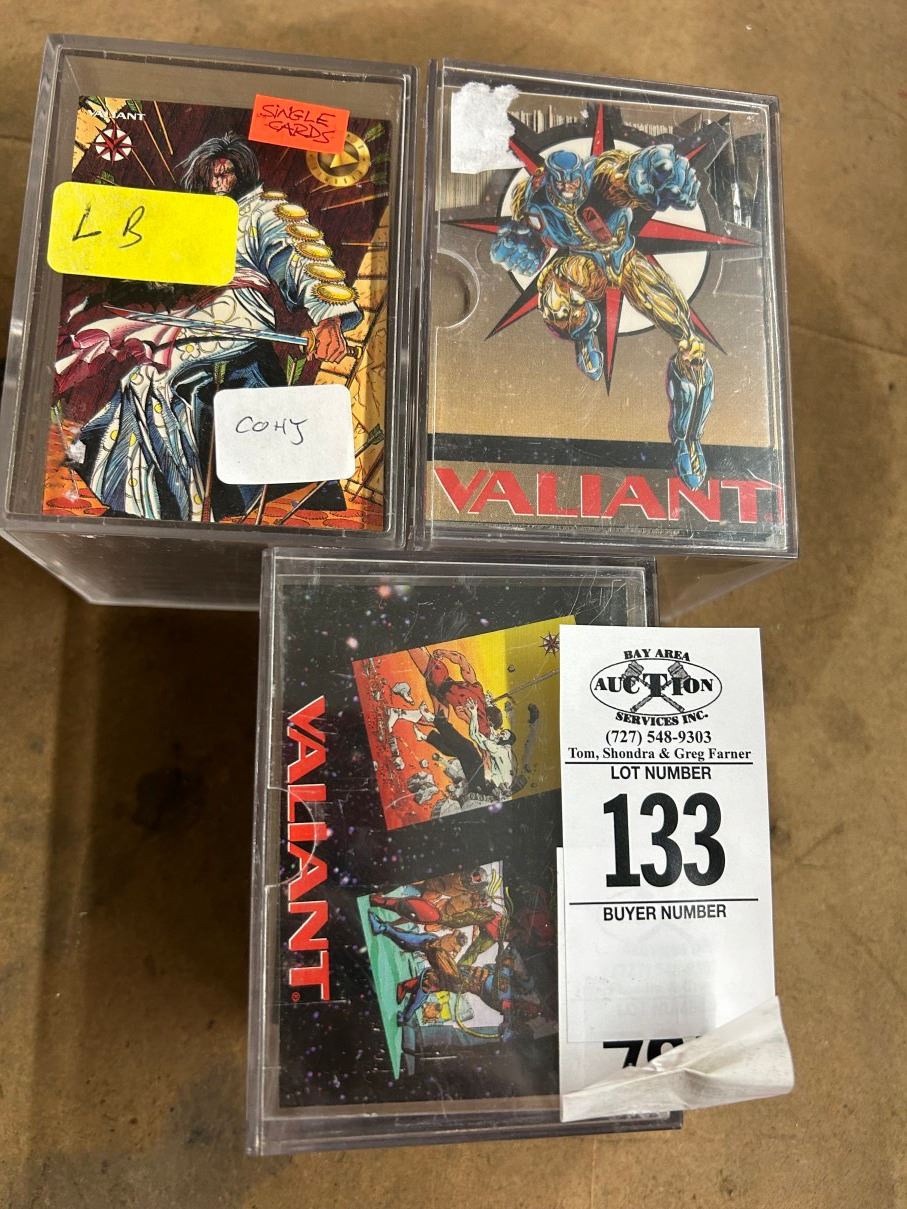 VALIANT
SINGLE
CARDS
L B
COHJ
VALIANT
VALIANT®
BAY AREA
AUCTION
SERVICES INC.
(727) 548-9303
Tom, Shondra & Greg Farner
LOT NUMBER
133
BUYER NUMBER